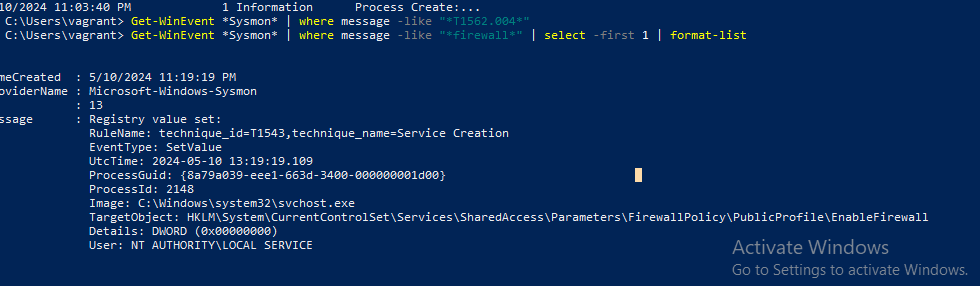 10/2024 11:03:40 PM 1 Information Process Create:...
C:\Users\vagrant> Get-WinEvent *Sysmon* | where message -like "*T1562.004*"
C:\Users\vagrant> Get-WinEvent *Sysmon* | where message -like "*firewall*" | select -first 1 | format-list
meCreated : 5/10/2024 11:19:19 PM
oviderName : Microsoft-Windows-Sysmon
: 13
ssage : Registry value set:
RuleName: technique_id=T1543,technique_name=Service Creation
EventType: SetValue
UtcTime: 2024-05-10 13:19:19.109
ProcessGuid: {8a79a039-eee1-663d-3400-000000001d00}
ProcessId: 2148
Image: C:\Windows\system32\svchost.exe
TargetObject: HKLM\System\CurrentControlSet\Services\SharedAccess\Parameters\FirewallPolicy\PublicProfile\EnableFirewall
Details: DWORD (0x00000000)
User: NT AUTHORITY\LOCAL SERVICE
Activate Windows
Go to Settings to activate Windows.